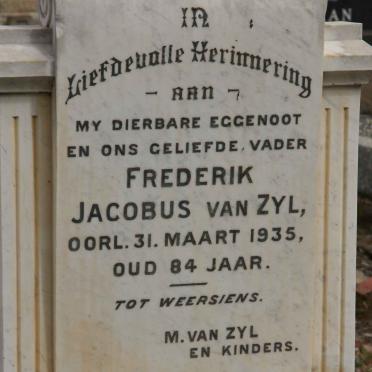 IN
Liefdevolle Herinnering
— AAN —
MY DIERBARE EGGENOOT
EN ONS GELIEFDE VADER
FREDERIK
JACOBUS VAN ZYL,
OORL. 31. MAART 1935,
OUD 84 JAAR.
TOT WEERSIENS.
M. VAN ZYL
EN KINDERS.